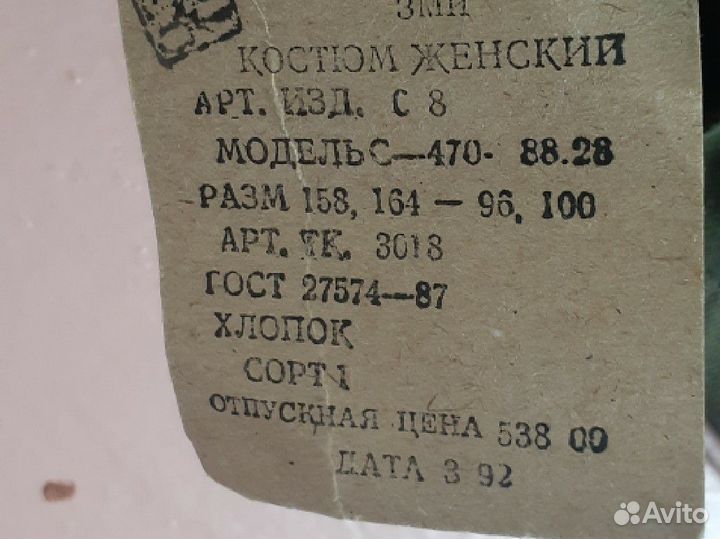 ЗМИ
КОСТЮМ ЖЕНСКИЙ
АРТ. ИЗД. С 8
МОДЕЛЬ С—470- 88.28
РАЗМ 158, 164 — 96, 100
АРТ. ТК. 3018
ГОСТ 27574—87
ХЛОПОК
СОРТ 1
ОТПУСКНАЯ ЦЕНА 538 00
ДАТА 3 92
Avito